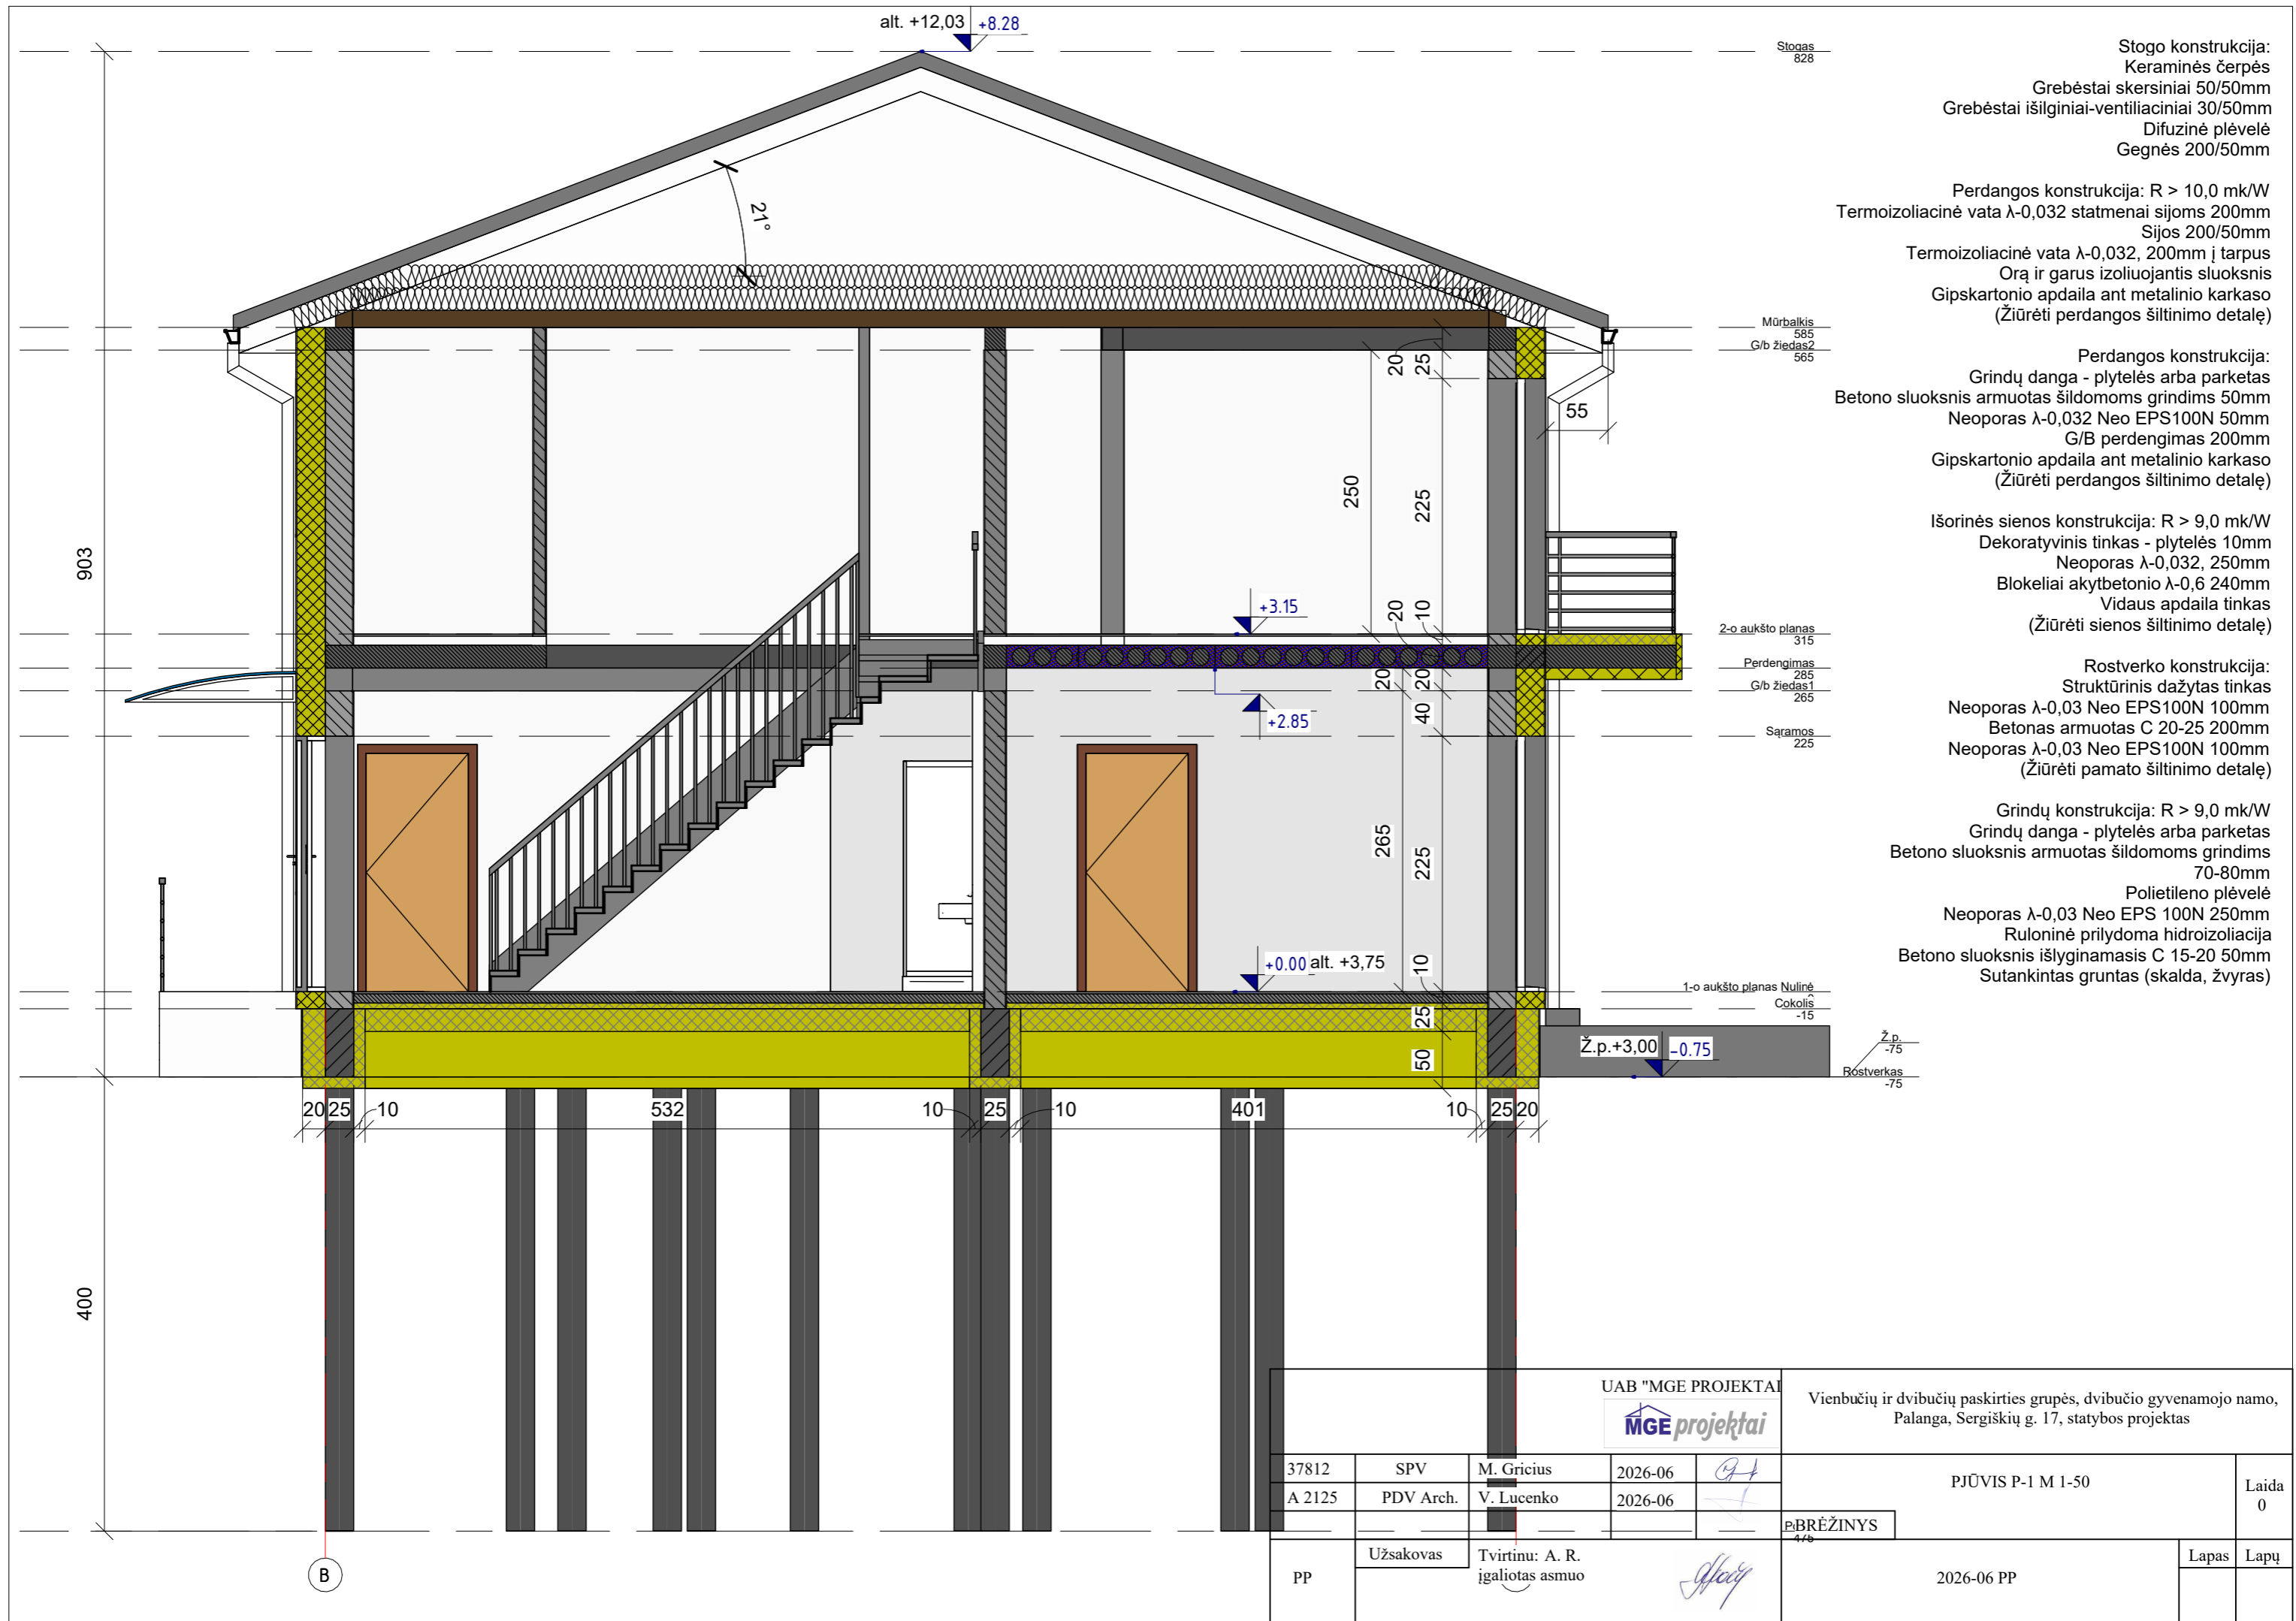 alt. +12,03 +8.28
Stogas
828
Stogo konstrukcija:
Keraminės čerpės
Grebėstai skersiniai 50/50mm
Grebėstai išilginiai-ventiliaciniai 30/50mm
Difuzinė plėvelė
Gegnės 200/50mm
Perdangos konstrukcija: R > 10,0 mk/W
Termoizoliacinė vata λ-0,032 statmenai sijoms 200mm
Sijos 200/50mm
Termoizoliacinė vata λ-0,032, 200mm į tarpus
Orą ir garus izoliuojantis sluoksnis
Gipskartonio apdaila ant metalinio karkaso
(Žiūrėti perdangos šiltinimo detalę)
Perdangos konstrukcija:
Grindų danga - plytelės arba parketas
Betono sluoksnis armuotas šildomoms grindims 50mm
Neoporas λ-0,032 Neo EPS100N 50mm
G/B perdengimas 200mm
Gipskartonio apdaila ant metalinio karkaso
(Žiūrėti perdangos šiltinimo detalę)
Išorinės sienos konstrukcija: R > 9,0 mk/W
Dekoratyvinis tinkas - plytelės 10mm
Neoporas λ-0,032, 250mm
Blokeliai akytbetonio λ-0,6 240mm
Vidaus apdaila tinkas
(Žiūrėti sienos šiltinimo detalę)
Rostverko konstrukcija:
Struktūrinis dažytas tinkas
Neoporas λ-0,03 Neo EPS100N 100mm
Betonas armuotas C 20-25 200mm
Neoporas λ-0,03 Neo EPS100N 100mm
(Žiūrėti pamato šiltinimo detalę)
Grindų konstrukcija: R > 9,0 mk/W
Grindų danga - plytelės arba parketas
Betono sluoksnis armuotas šildomoms grindims
70-80mm
Polietileno plėvelė
Neoporas λ-0,03 Neo EPS 100N 250mm
Ruloninė prilydoma hidroizoliacija
Betono sluoksnis išlyginamasis C 15-20 50mm
Sutankintas gruntas (skalda, žvyras)
21°
Mūrbalkis
585
G/b žiedas2
565
20 25
55
250 225
903
+3.15
20 10
2-o aukšto planas
315
Perdengimas
285
G/b žiedas1
265
20 20
+2.85
40
Sąramos
225
265 225
+0.00 alt. +3,75
10
1-o aukšto planas Nulinė
Cokolis
-15
25
Ž.p.+3,00 -0.75
Ž.p.
-75
50
Rostverkas
-75
20 25 10 532 10 25 10 401 10 25 20
400
B
UAB "MGE PROJEKTAI
MGE projektai
Vienbučių ir dvibučių paskirties grupės, dvibučio gyvenamojo namo,
Palanga, Sergiškių g. 17, statybos projektas
37812 SPV M. Gricius 2026-06
A 2125 PDV Arch. V. Lucenko 2026-06
PJŪVIS P-1 M 1-50
Laida
0
BRĖŽINYS
PP
Užsakovas
Tvirtinu: A. R.
įgaliotas asmuo
2026-06 PP
Lapas Lapų